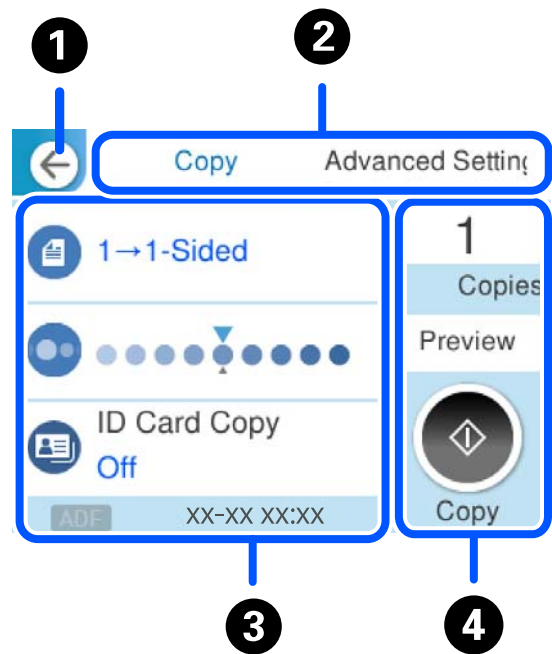 1
2
Copy
Advanced Setting
1→1-Sided
1
Copies
Preview
ID Card Copy
Off
ADF
XX-XX XX:XX
Copy
3
4